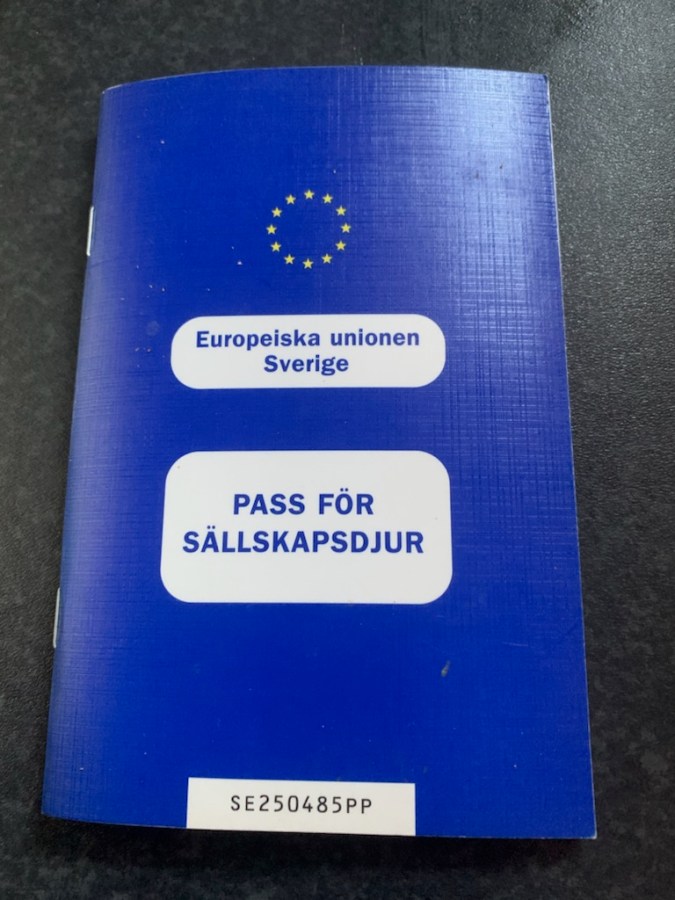 Europeiska unionen
Sverige
PASS FÖR
SÄLLSKAPSDJUR
SE250485PP